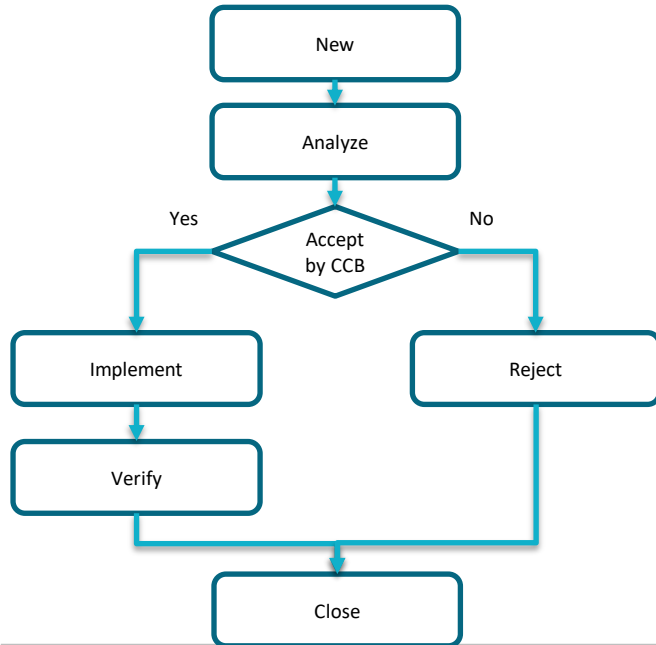 New
Analyze
Yes
No
Accept
by CCB
Implement
Reject
Verify
Close